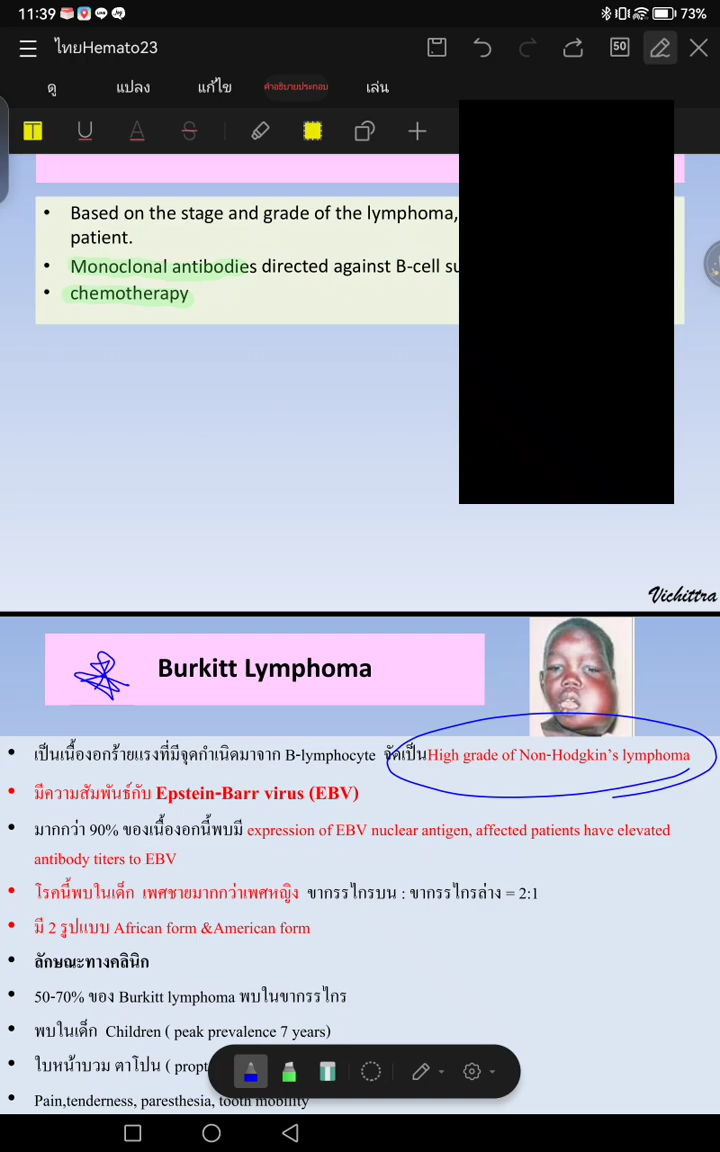 11:39
73%
ไทยHemato23
50
ดู แปลง แก้ไข คำอธิบายประกอบ เล่น
T U A S
• Based on the stage and grade of the lymphoma,
patient.
• Monoclonal antibodies directed against B-cell su
• chemotherapy
Vichittra
Burkitt Lymphoma
• เป็นเนื้องอกร้ายแรงที่มีจุดกำเนิดมาจาก B-lymphocyte จัดเป็นHigh grade of Non-Hodgkin's lymphoma
• มีความสัมพันธ์กับ Epstein-Barr virus (EBV)
• มากกว่า 90% ของเนื้องอกนี้พบมี expression of EBV nuclear antigen, affected patients have elevated
antibody titers to EBV
• โรคนี้พบในเด็ก เพศชายมากกว่าเพศหญิง ขากรรไกรบน : ขากรรไกรล่าง = 2:1
• มี 2 รูปแบบ African form &American form
• ลักษณะทางคลินิก
• 50-70% ของ Burkitt lymphoma พบในขากรรไกร
• พบในเด็ก Children ( peak prevalence 7 years)
• ใบหน้าบวม ตาโปน ( propt
• Pain,tenderness, paresthesia, tooth mobility